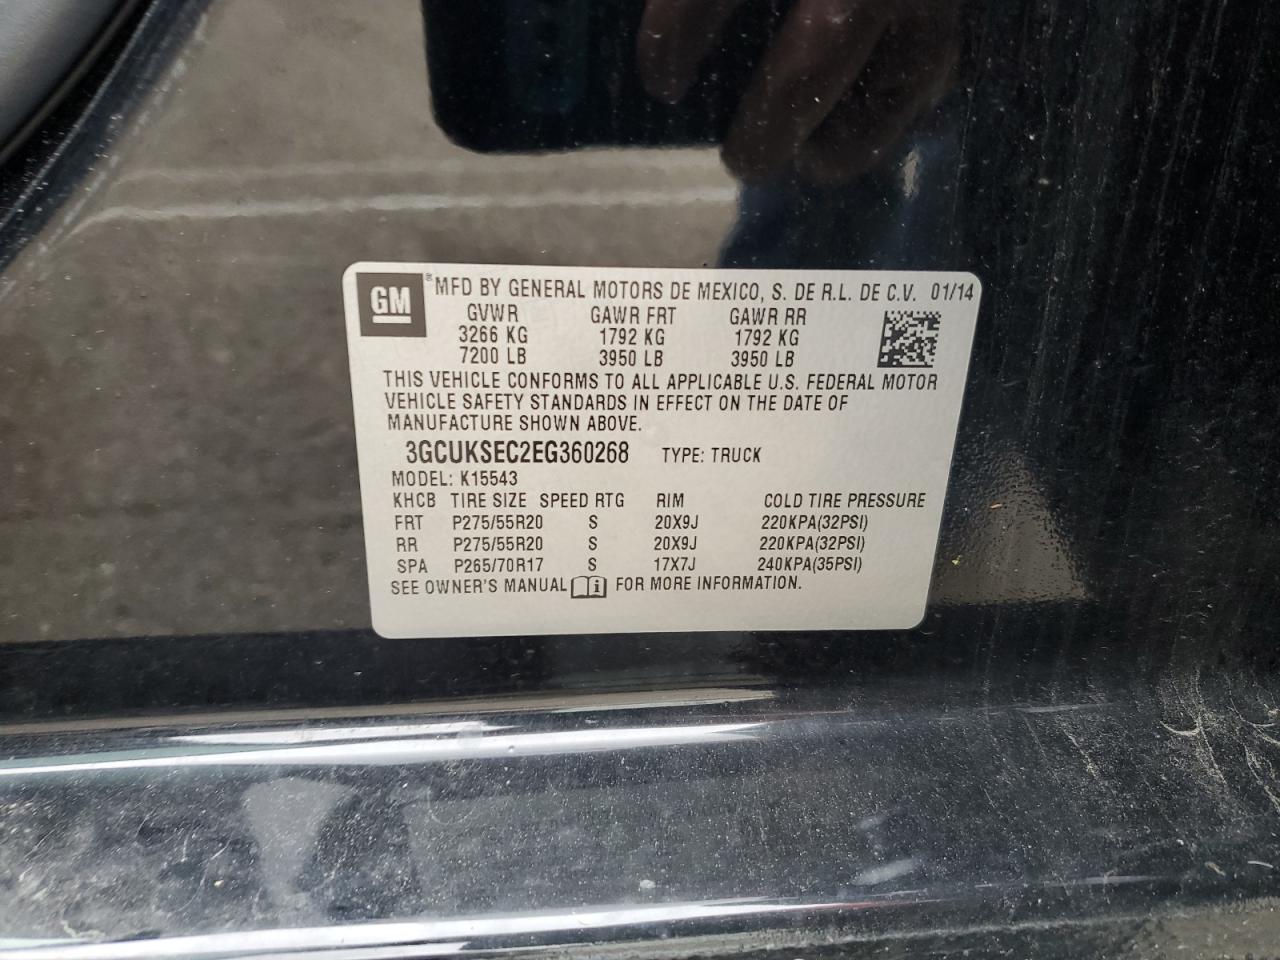 GM ® MFD BY GENERAL MOTORS DE MEXICO, S. DE R.L. DE C.V. 01/14
GVWR GAWR FRT GAWR RR
3266 KG 1792 KG 1792 KG
7200 LB 3950 LB 3950 LB
THIS VEHICLE CONFORMS TO ALL APPLICABLE U.S. FEDERAL MOTOR
VEHICLE SAFETY STANDARDS IN EFFECT ON THE DATE OF
MANUFACTURE SHOWN ABOVE.
3GCUKSEC2EG360268 TYPE: TRUCK
MODEL: K15543
KHCB TIRE SIZE SPEED RTG RIM COLD TIRE PRESSURE
FRT P275/55R20 S 20X9J 220KPA(32PSI)
RR P275/55R20 S 20X9J 220KPA(32PSI)
SPA P265/70R17 S 17X7J 240KPA(35PSI)
SEE OWNER'S MANUAL i FOR MORE INFORMATION.